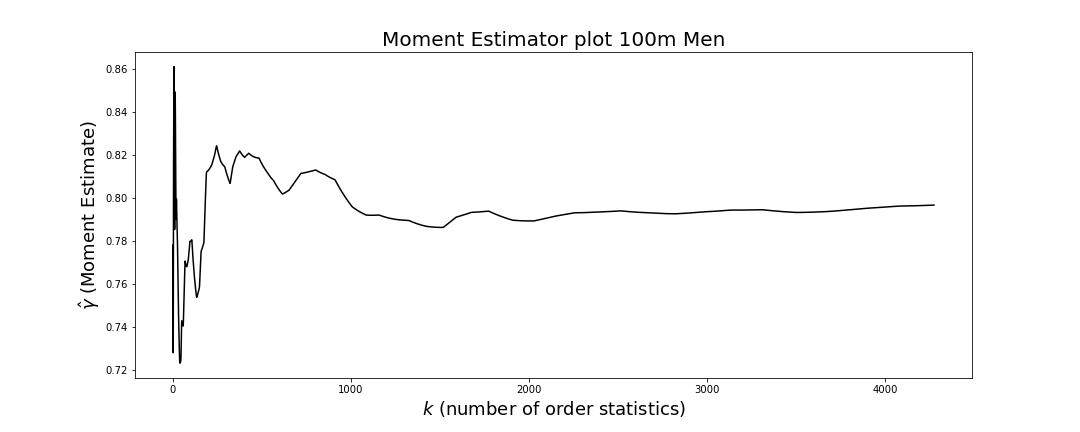 Moment Estimator plot 100m Men
0.86
0.84
0.82
0.80
0.78
0.76
0.74
0.72
γ̂ (Moment Estimate)
0 1000 2000 3000 4000
k (number of order statistics)